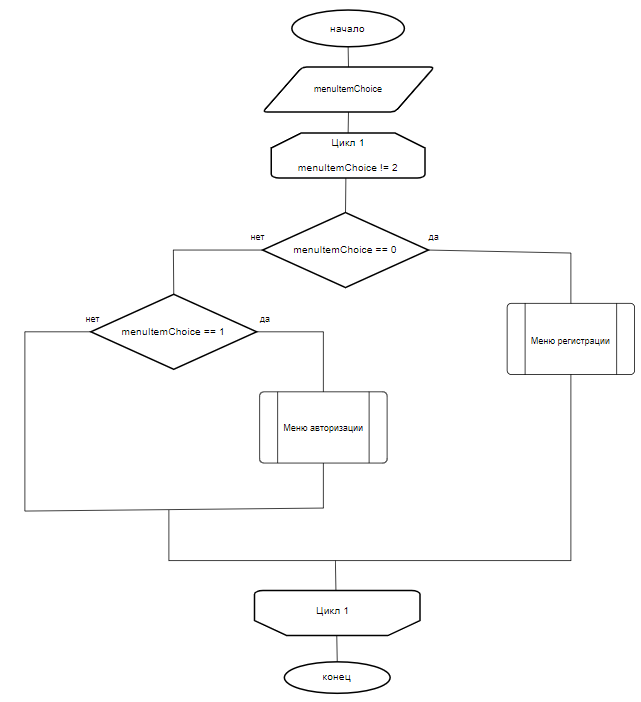 начало
menuItemChoice
Цикл 1
menuItemChoice != 2
нет
menuItemChoice == 0
да
нет
menuItemChoice == 1
да
Меню регистрации
Меню авторизации
Цикл 1
конец